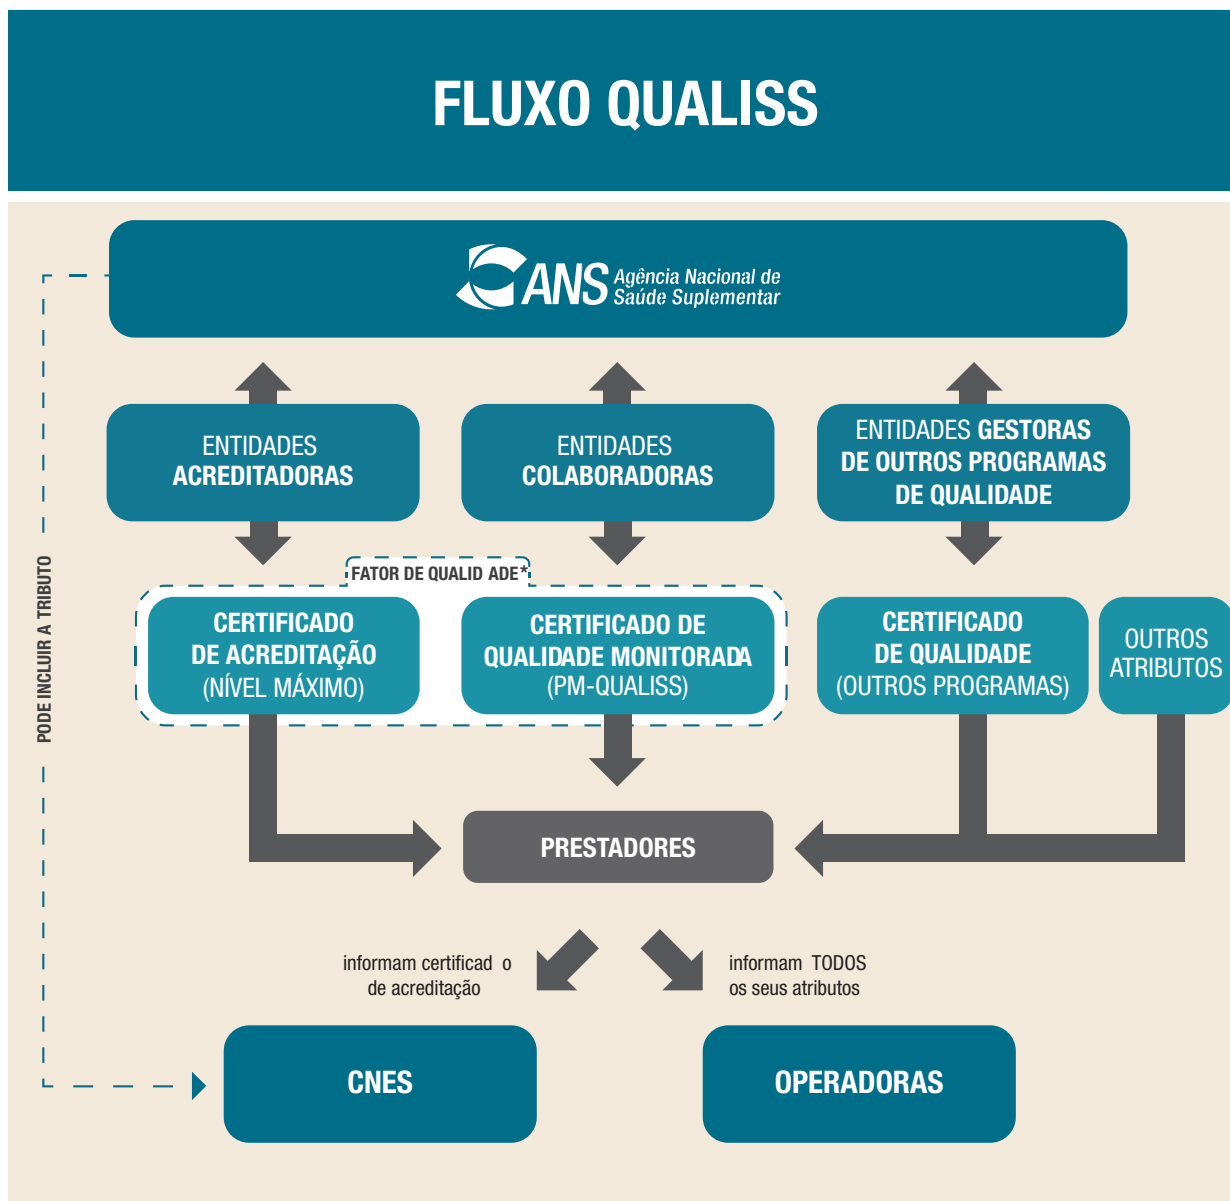 FLUXO QUALISS
ANS Agência Nacional de
Saúde Suplementar
ENTIDADES
ACREDITADORAS
ENTIDADES
COLABORADORAS
ENTIDADES GESTORAS
DE OUTROS PROGRAMAS
DE QUALIDADE
PODE INCLUIR A TRIBUTO
FATOR DE QUALID ADE*
CERTIFICADO
DE ACREDITAÇÃO
(NÍVEL MÁXIMO)
CERTIFICADO DE
QUALIDADE MONITORADA
(PM-QUALISS)
CERTIFICADO
DE QUALIDADE
(OUTROS PROGRAMAS)
OUTROS
ATRIBUTOS
PRESTADORES
informam certificad o
de acreditação
informam TODOS
os seus atributos
CNES
OPERADORAS